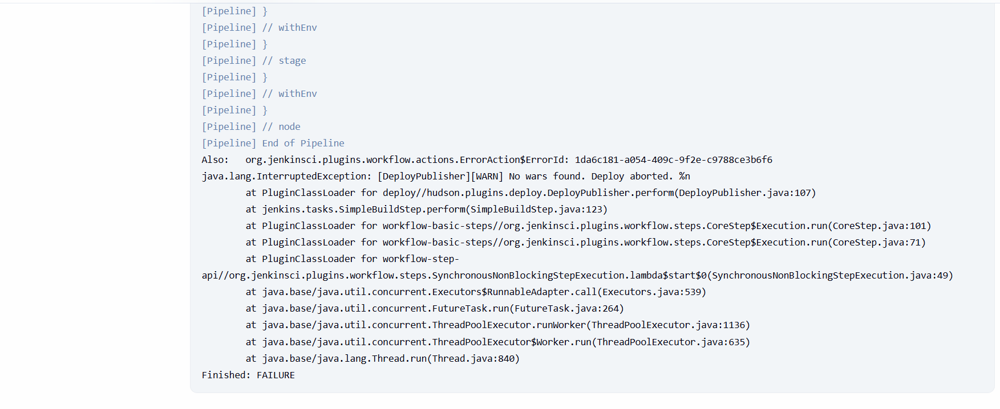 [Pipeline] }
[Pipeline] // withEnv
[Pipeline] }
[Pipeline] // stage
[Pipeline] }
[Pipeline] // withEnv
[Pipeline] }
[Pipeline] // node
[Pipeline] End of Pipeline
Also:   org.jenkinsci.plugins.workflow.actions.ErrorAction$ErrorId: 1da6c181-a054-409c-9f2e-c9788ce3b6f6
java.lang.InterruptedException: [DeployPublisher][WARN] No wars found. Deploy aborted. %n
        at PluginClassLoader for deploy//hudson.plugins.deploy.DeployPublisher.perform(DeployPublisher.java:107)
        at jenkins.tasks.SimpleBuildStep.perform(SimpleBuildStep.java:123)
        at PluginClassLoader for workflow-basic-steps//org.jenkinsci.plugins.workflow.steps.CoreStep$Execution.run(CoreStep.java:101)
        at PluginClassLoader for workflow-basic-steps//org.jenkinsci.plugins.workflow.steps.CoreStep$Execution.run(CoreStep.java:71)
        at PluginClassLoader for workflow-step-
api//org.jenkinsci.plugins.workflow.steps.SynchronousNonBlockingStepExecution.lambda$start$0(SynchronousNonBlockingStepExecution.java:49)
        at java.base/java.util.concurrent.Executors$RunnableAdapter.call(Executors.java:539)
        at java.base/java.util.concurrent.FutureTask.run(FutureTask.java:264)
        at java.base/java.util.concurrent.ThreadPoolExecutor.runWorker(ThreadPoolExecutor.java:1136)
        at java.base/java.util.concurrent.ThreadPoolExecutor$Worker.run(ThreadPoolExecutor.java:635)
        at java.base/java.lang.Thread.run(Thread.java:840)
Finished: FAILURE